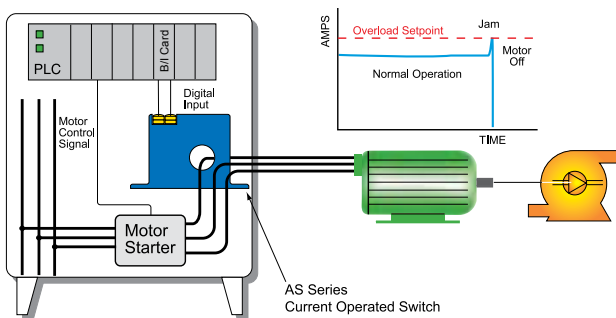 PLC
B/I Card
Digital
Input
Motor
Control
Signal
Motor
Starter
AS Series
Current Operated Switch
AMPS
Overload Setpoint
Jam
Motor
Off
Normal Operation
TIME